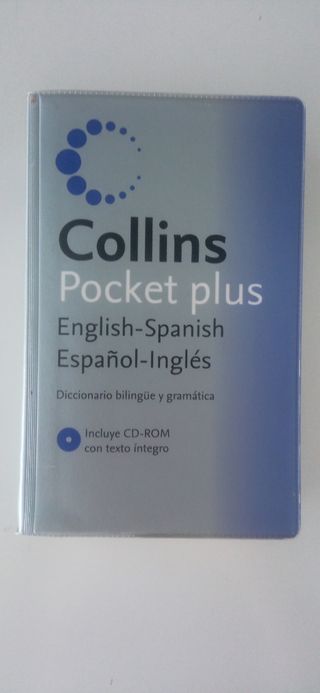 Collins
Pocket plus
English-Spanish
Español-Inglés
Diccionario bilingüe y gramática
Incluye CD-ROM
con texto íntegro